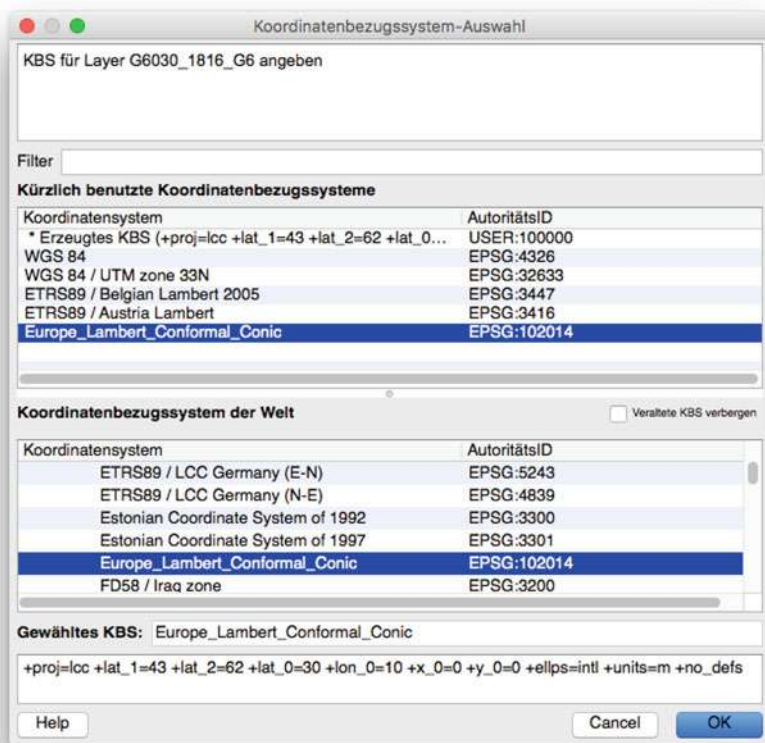 Koordinatenbezugssystem-Auswahl
KBS für Layer G6030_1816_G6 angeben
Filter
Kürzlich benutzte Koordinatenbezugssysteme
Koordinatensystem AutoritätsID
* Erzeugtes KBS (+proj=lcc +lat_1=43 +lat_2=62 +lat_0... USER:100000
WGS 84 EPSG:4326
WGS 84 / UTM zone 33N EPSG:32633
ETRS89 / Belgian Lambert 2005 EPSG:3447
ETRS89 / Austria Lambert EPSG:3416
Europe_Lambert_Conformal_Conic EPSG:102014
Koordinatenbezugssystem der Welt Veraltete KBS verbergen
Koordinatensystem AutoritätsID
ETRS89 / LCC Germany (E-N) EPSG:5243
ETRS89 / LCC Germany (N-E) EPSG:4839
Estonian Coordinate System of 1992 EPSG:3300
Estonian Coordinate System of 1997 EPSG:3301
Europe_Lambert_Conformal_Conic EPSG:102014
FD58 / Iraq zone EPSG:3200
Gewähltes KBS: Europe_Lambert_Conformal_Conic
+proj=lcc +lat_1=43 +lat_2=62 +lat_0=30 +lon_0=10 +x_0=0 +y_0=0 +ellps=intl +units=m +no_defs
Help Cancel OK